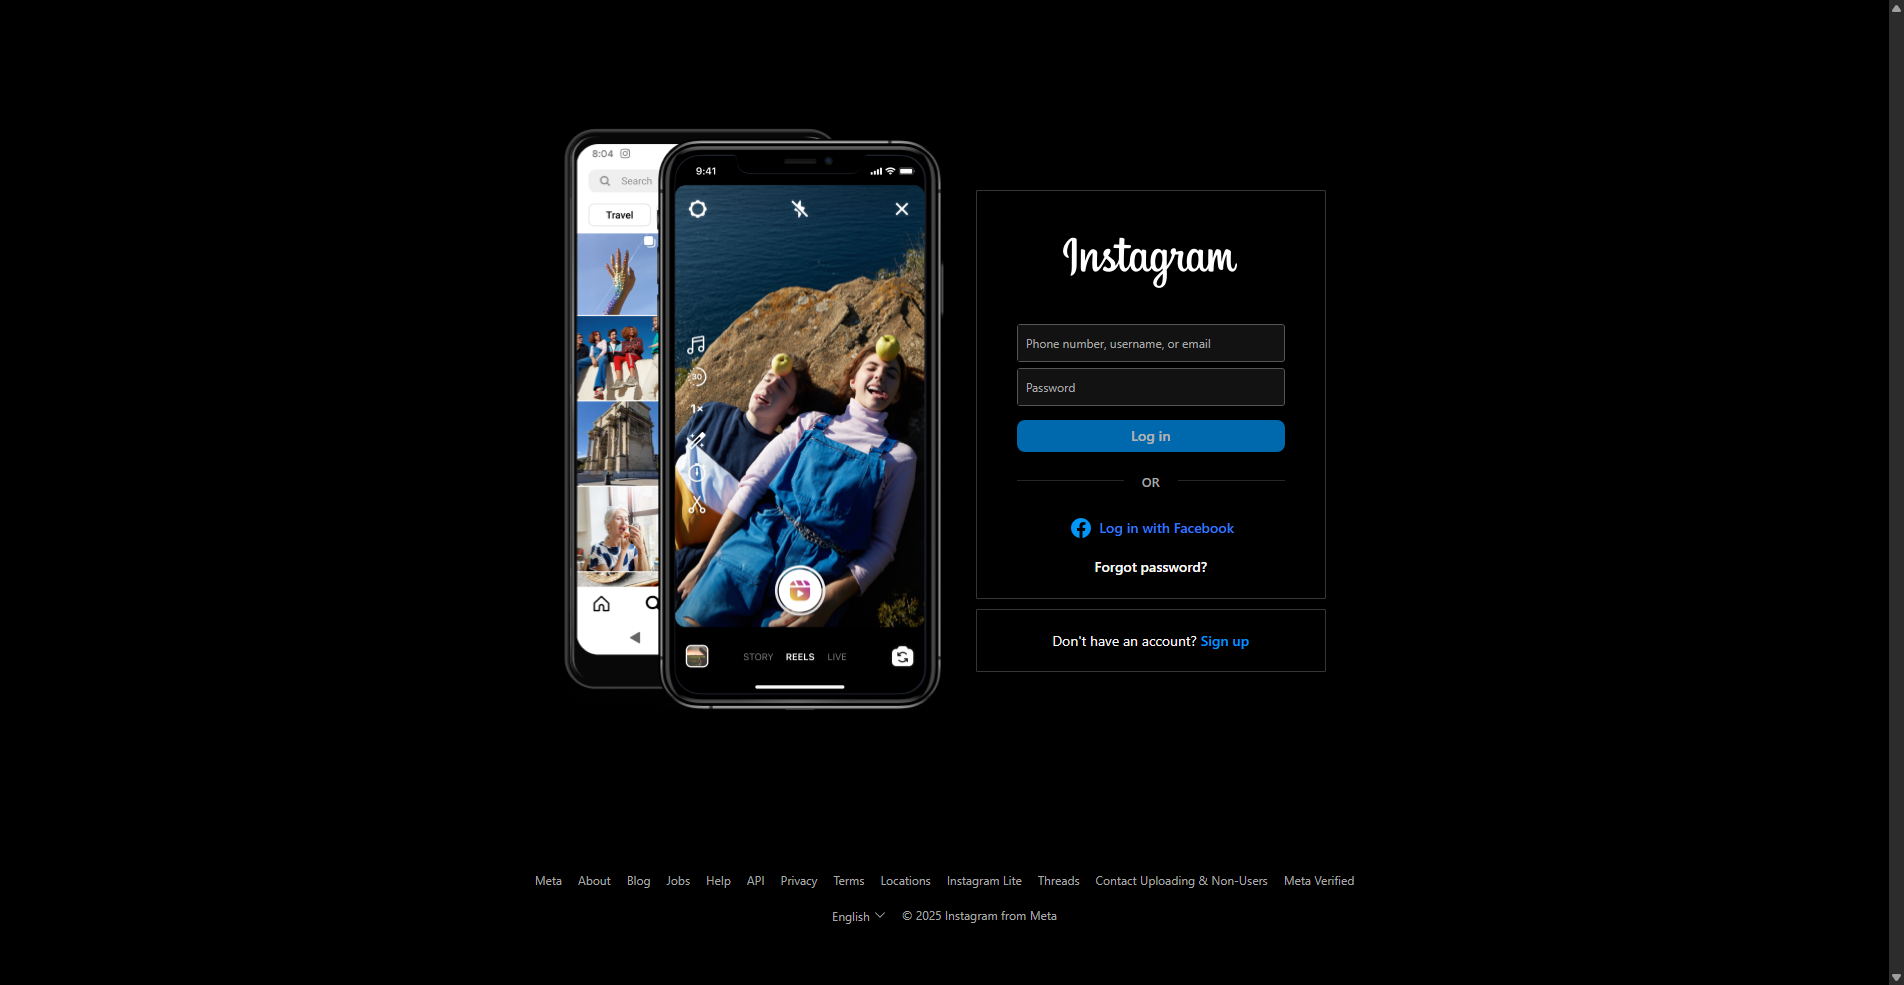 8:04
Search
Travel
9:41
30
1×
STORY REELS LIVE
Instagram
Phone number, username, or email
Password
Log in
OR
Log in with Facebook
Forgot password?
Don't have an account? Sign up
Meta About Blog Jobs Help API Privacy Terms Locations Instagram Lite Threads Contact Uploading & Non-Users Meta Verified
English © 2025 Instagram from Meta